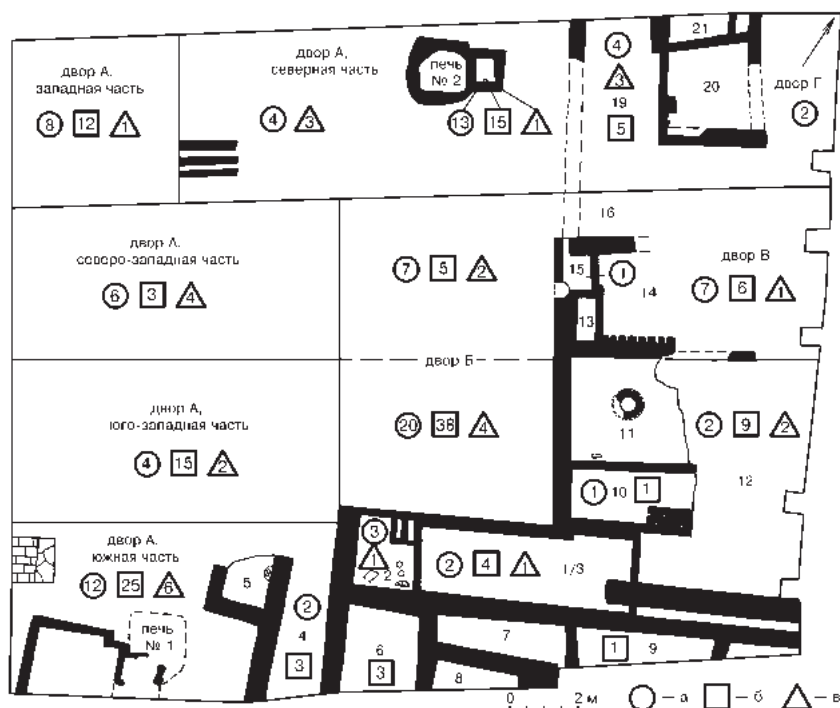 двор А.
западная часть
8 12 1
двор А,
северная часть
4 3
печь
№ 2
13 15 1
4
3
19
5
21
20
двор Г
2
двор А.
северо-западная часть
6 3 4
7 5 2
16
15
1
14
13
двор В
7 6 1
двор Б
двор А,
юго-западная часть
4 15 2
20 38 4
11
2 9 2
12
1 10 1
двор А.
южная часть
12 25 6
печь
№ 1
5
2
4
3
3
1
2
2 4 1
1/3
6
3
7
8
1 9
0 2 м
– а – б – в